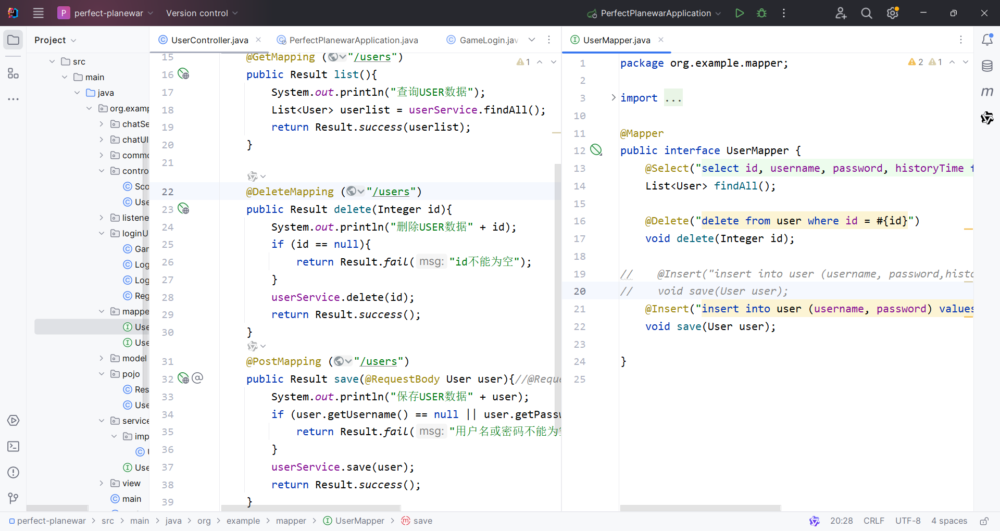 P perfect-planewar Version control PerfectPlanewarApplication
Project
src
main
java
org.examp
chatSe
chatUI
commo
contro
Sco
Use
listene
loginU
Gan
Log
Log
Reg
mappe
Use
Use
model
pojo
Res
Use
service
imp
Use
view
main
UserController.java PerfectPlanewarApplication.java GameLogin.jav
1
15 @GetMapping ("/users")
16 public Result list(){
17 System.out.println("查询USER数据");
18 List<User> userlist = userService.findAll();
19 return Result.success(userlist);
20 }
21
22 @DeleteMapping ("/users")
23 public Result delete(Integer id){
24 System.out.println("删除USER数据" + id);
25 if (id == null){
26 return Result.fail( msg: "id不能为空");
27 }
28 userService.delete(id);
29 return Result.success();
30 }
31 @PostMapping ("/users")
32 public Result save(@RequestBody User user){//@Reque
33 System.out.println("保存USER数据" + user);
34 if (user.getUsername() == null || user.getPassw
35 return Result.fail( msg: "用户名或密码不能为空
36 }
37 userService.save(user);
38 return Result.success();
39 }
UserMapper.java
2 1
1 package org.example.mapper;
2
3 import ...
10
11 @Mapper
12 public interface UserMapper {
13 @Select("select id, username, password, historyTime f
14 List<User> findAll();
15
16 @Delete("delete from user where id = #{id}")
17 void delete(Integer id);
18
19 // @Insert("insert into user (username, password,histo
20 // void save(User user);
21 @Insert("insert into user (username, password) values
22 void save(User user);
23
24 }
25
perfect-planewar > src > main > java > org > example > mapper > UserMapper > save 20:28 CRLF UTF-8 4 spaces